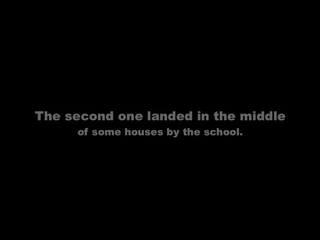 The second one landed in the middle
of some houses by the school.